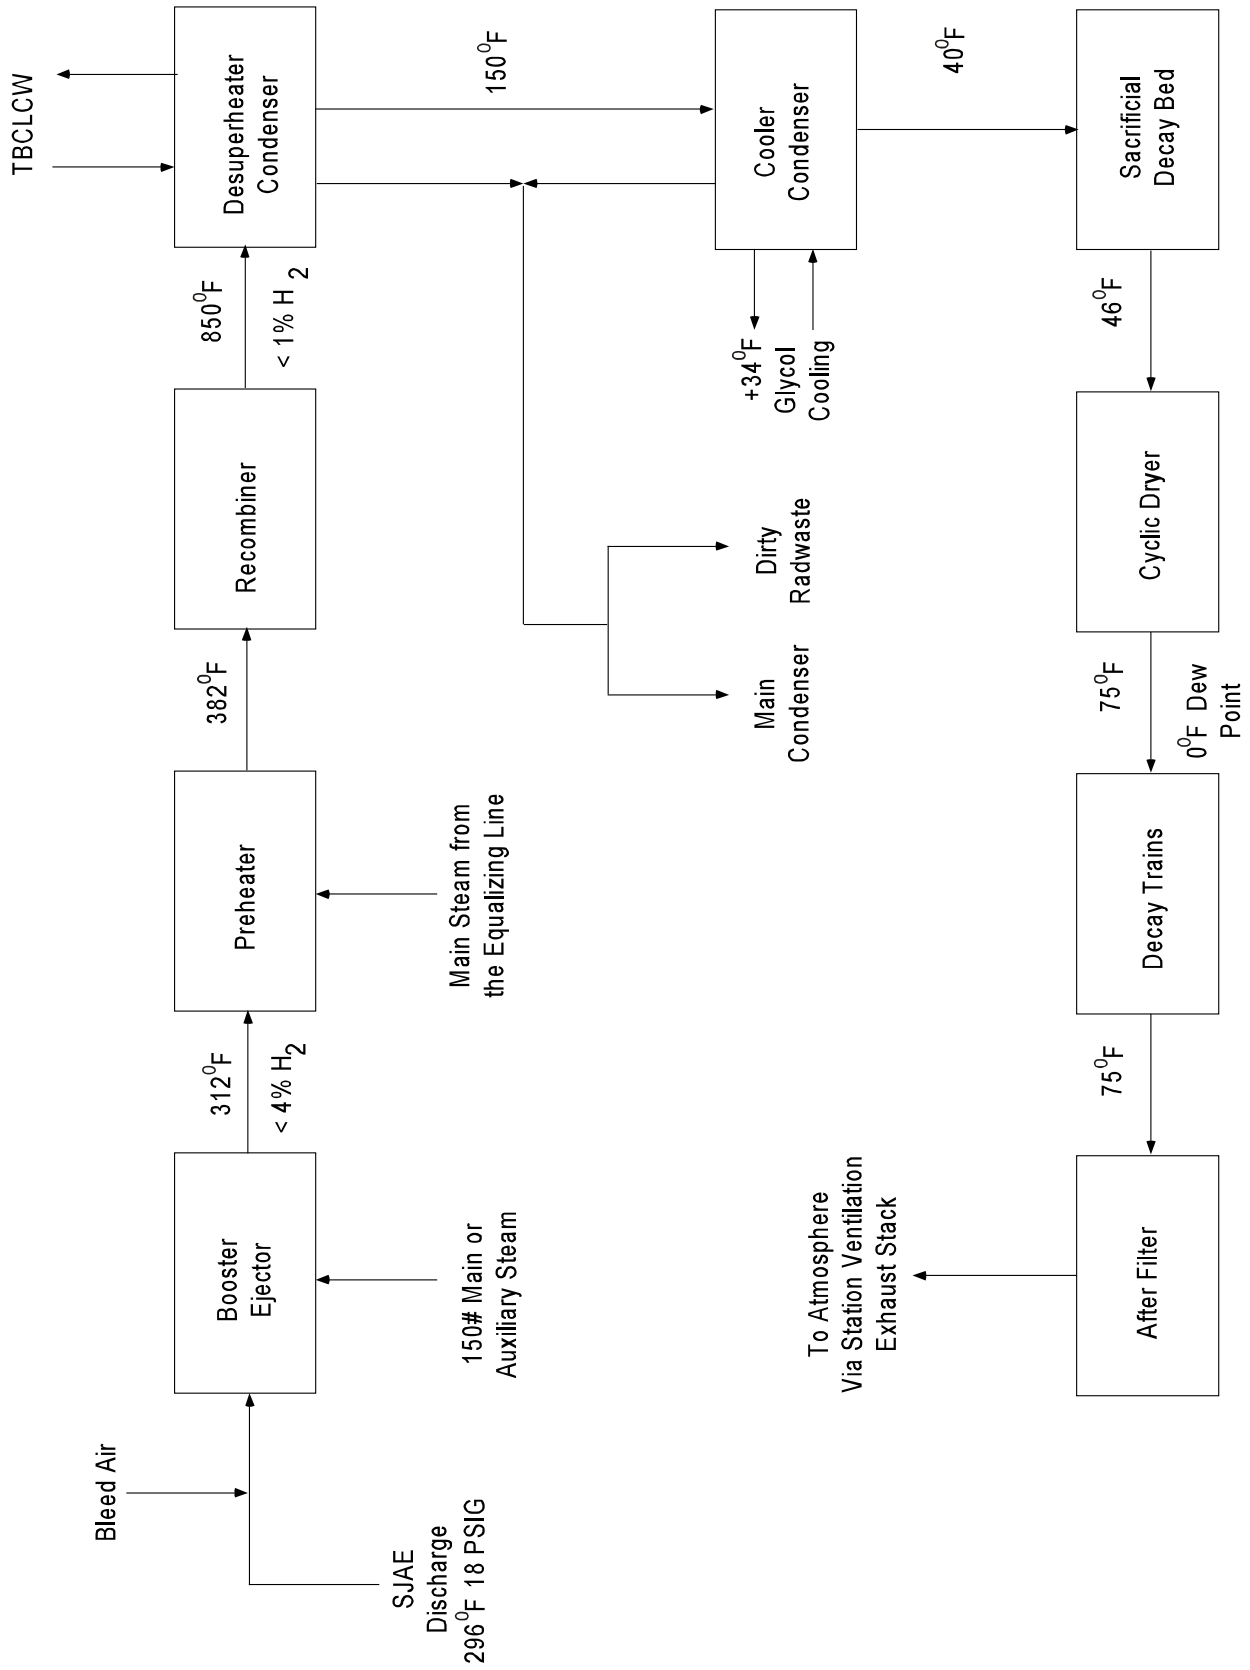 Bleed Air
SJAE
Discharge
296⁰F 18 PSIG
Booster
Ejector
150# Main or
Auxiliary Steam
312⁰F
< 4% H₂
Preheater
Main Steam from
the Equalizing Line
382⁰F
Recombiner
850⁰F
< 1% H₂
TBCLCW
Desuperheater
Condenser
150⁰F
Main
Condenser
Dirty
Radwaste
+34⁰F
Glycol
Cooling
Cooler
Condenser
40⁰F
Sacrificial
Decay Bed
46⁰F
Cyclic Dryer
75⁰F
0⁰F Dew
Point
Decay Trains
75⁰F
After Filter
To Atmosphere
Via Station Ventilation
Exhaust Stack